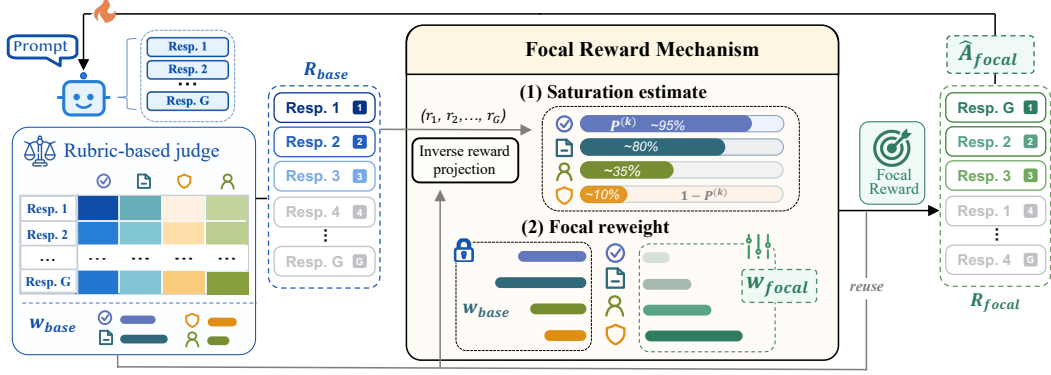 Prompt
Resp. 1
Resp. 2
...
Resp. G
Rubric-based judge
Resp. 1
Resp. 2
... ... ... ... ...
Resp. G
w_base
R_base
Resp. 1 1
Resp. 2 2
Resp. 3 3
Resp. 4 4
⋮
Resp. G G
Focal Reward Mechanism
(r₁, r₂,..., r_G)
Inverse reward
projection
(1) Saturation estimate
P^(k) ~95%
~80%
~35%
~10% 1 − P^(k)
(2) Focal reweight
w_base
w_focal
Focal
Reward
reuse
Â_focal
Resp. G 1
Resp. 2 2
Resp. 3 3
Resp. 1 4
⋮
Resp. 4 G
R_focal